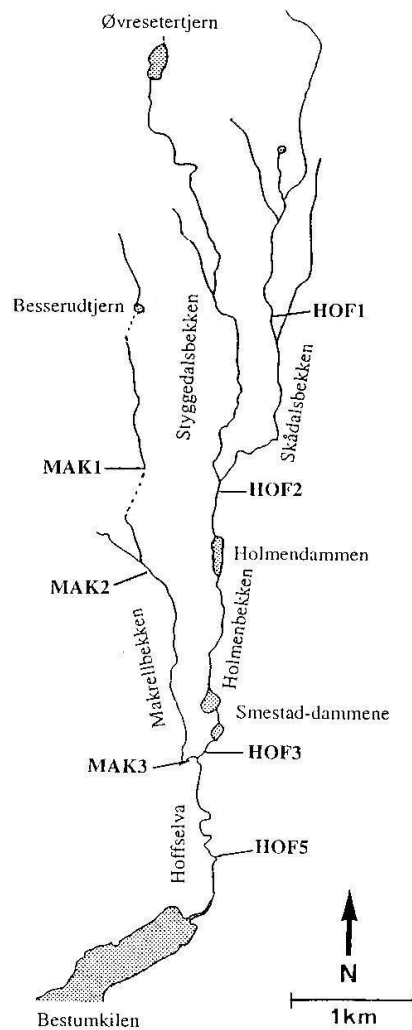 Øvresetertjern
Besserudtjern
Styggedalsbekken
HOF1
Skådalsbekken
MAK1
HOF2
Holmendammen
MAK2
Makrellbekken
Holmenbekken
Smestad-dammene
HOF3
MAK3
Hoffselva
HOF5
N
1km
Bestumkilen